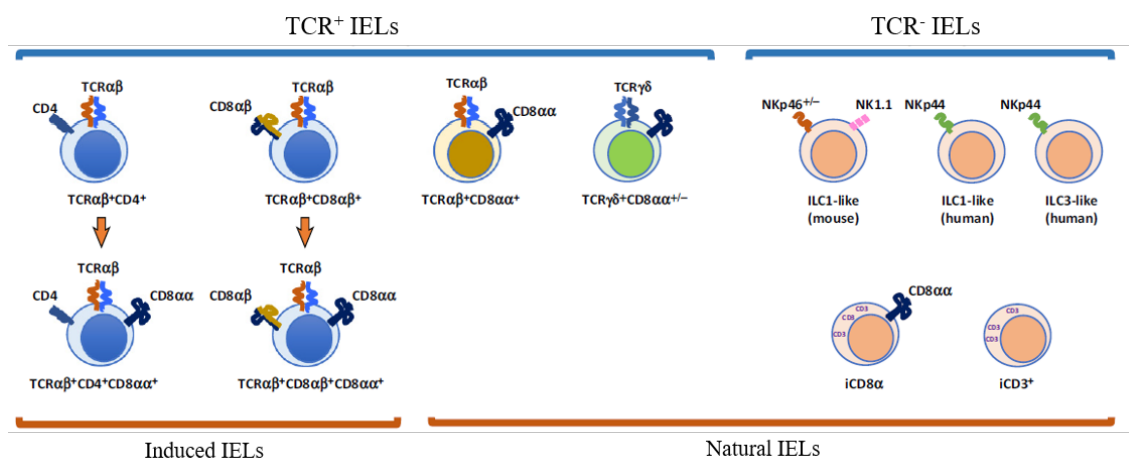 TCR+ IELs
TCR- IELs
TCRαβ
CD4
TCRαβ+CD4+
TCRαβ
CD8αβ
TCRαβ+CD8αβ+
TCRαβ
CD8αα
TCRαβ+CD8αα+
TCRγδ
TCRγδ+CD8αα+/−
NKp46+/−
NK1.1
ILC1-like
(mouse)
NKp44
ILC1-like
(human)
NKp44
ILC3-like
(human)
TCRαβ
CD4
CD8αα
TCRαβ+CD4+CD8αα+
TCRαβ
CD8αβ
CD8αα
TCRαβ+CD8αβ+CD8αα+
CD8αα
CD3
CD3
CD3
iCD8α
CD3
CD3
CD3
iCD3+
Induced IELs
Natural IELs